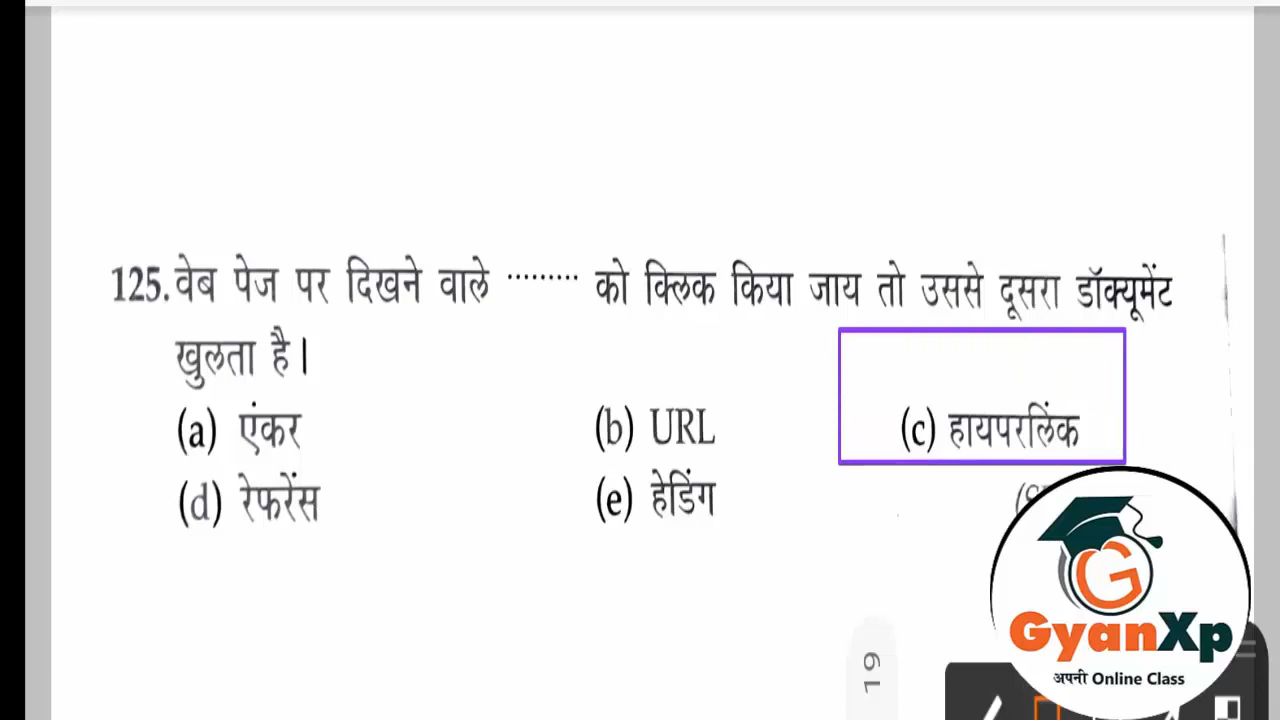 125. वेब पेज पर दिखने वाले ......... को क्लिक किया जाय तो उससे दूसरा डॉक्यूमेंट
खुलता है।
(a) एंकर (b) URL (c) हायपरलिंक
(d) रेफरेंस (e) हेडिंग
GyanXp
अपनी Online Class
19